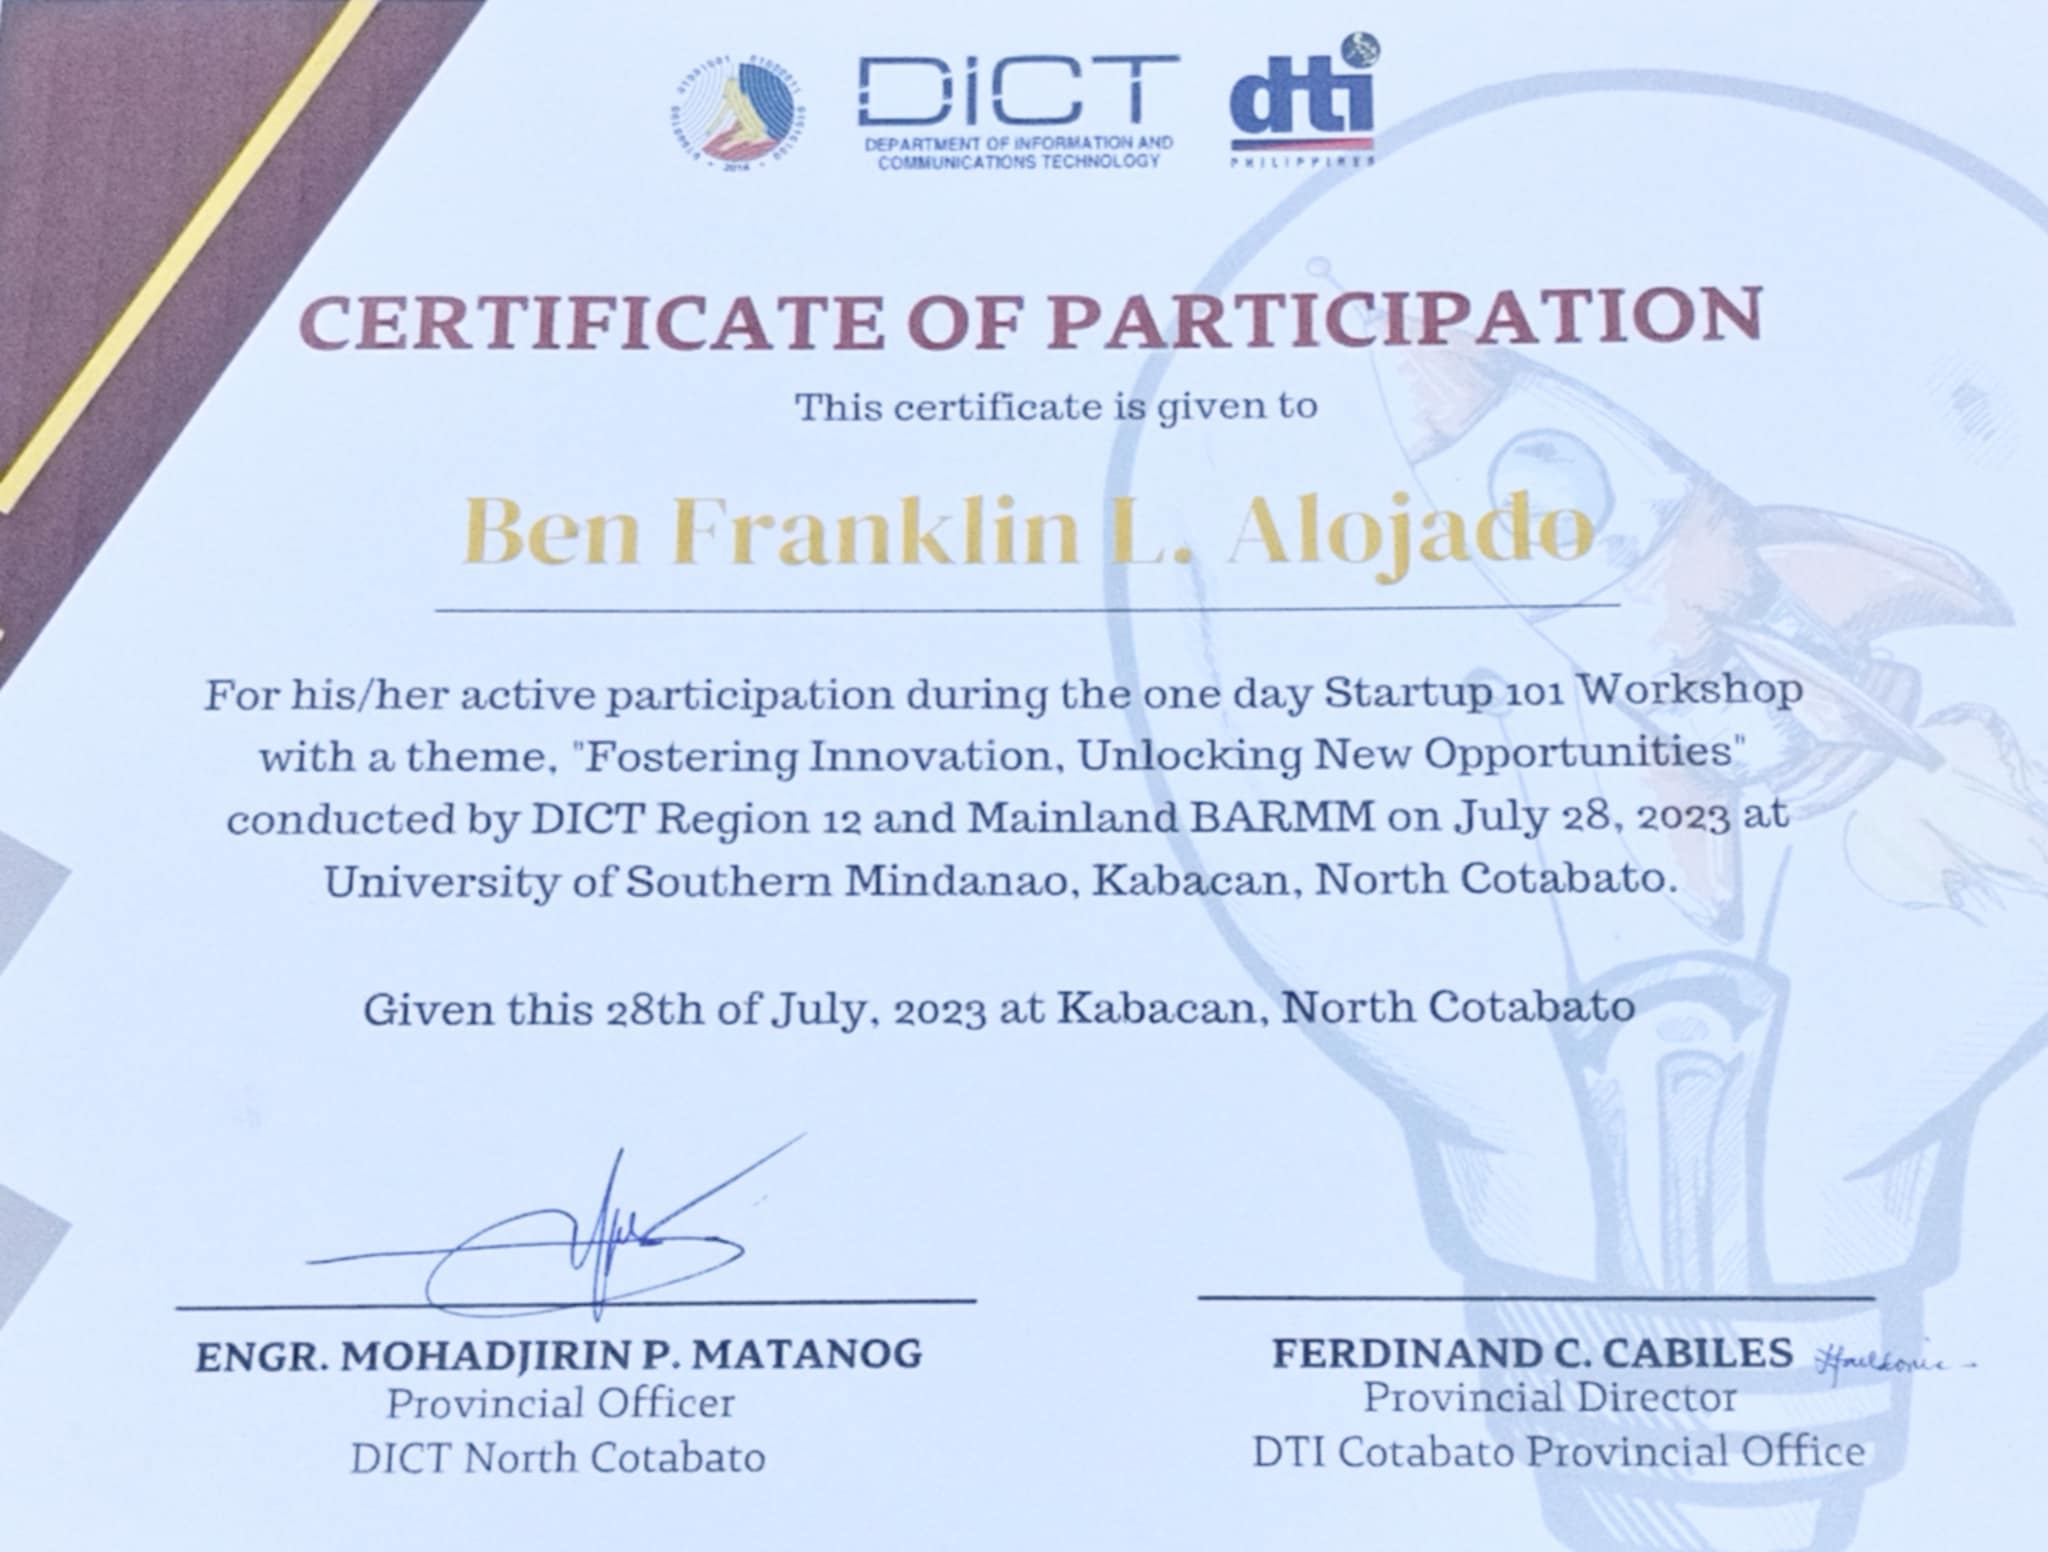 DICT
DEPARTMENT OF INFORMATION AND
COMMUNICATIONS TECHNOLOGY
2016
dti
PHILIPPINES
CERTIFICATE OF PARTICIPATION
This certificate is given to
Ben Franklin L. Alojado
For his/her active participation during the one day Startup 101 Workshop
with a theme, "Fostering Innovation, Unlocking New Opportunities"
conducted by DICT Region 12 and Mainland BARMM on July 28, 2023 at
University of Southern Mindanao, Kabacan, North Cotabato.
Given this 28th of July, 2023 at Kabacan, North Cotabato
ENGR. MOHADJIRIN P. MATANOG
Provincial Officer
DICT North Cotabato
FERDINAND C. CABILES
Provincial Director
DTI Cotabato Provincial Office